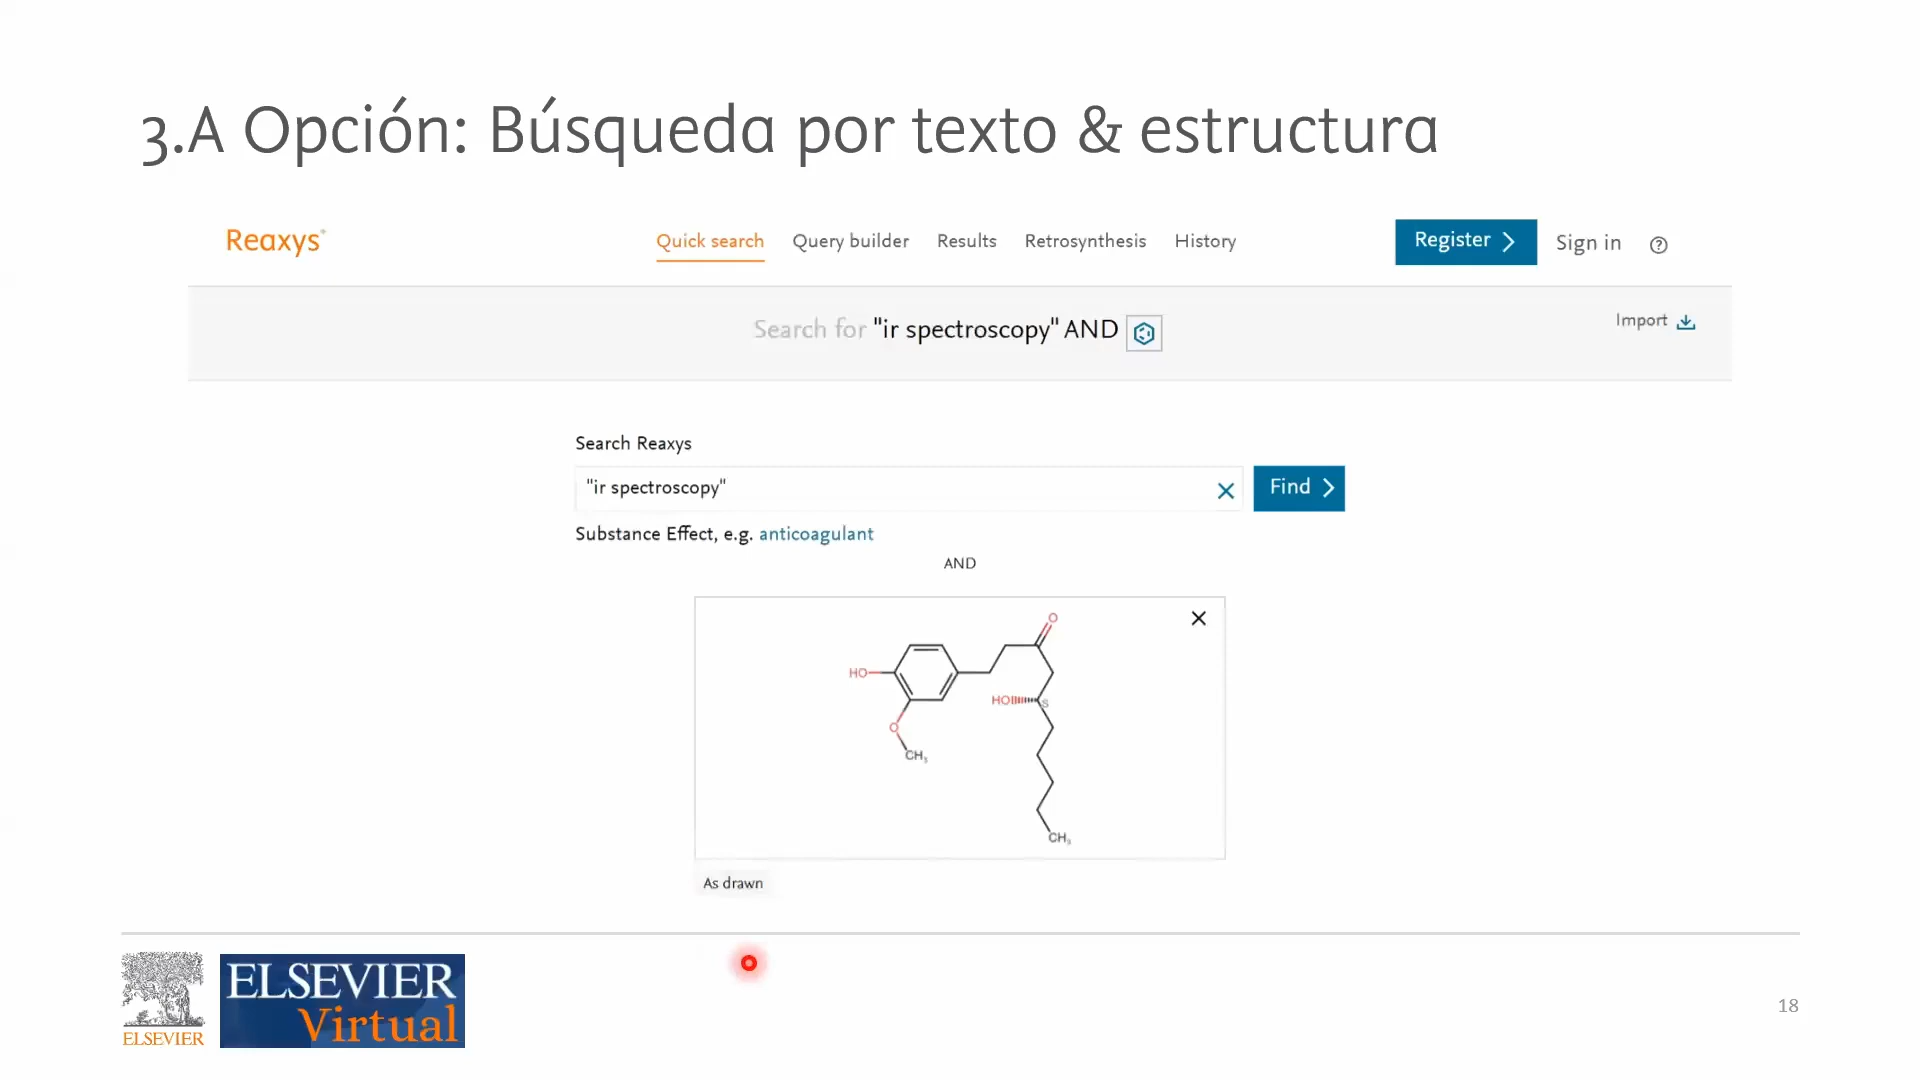 3.A Opción: Búsqueda por texto & estructura
Reaxys®
Quick search Query builder Results Retrosynthesis History
Register Sign in ?
Search for "ir spectroscopy" AND
Import
Search Reaxys
"ir spectroscopy"
Find
Substance Effect, e.g. anticoagulant
AND
O
HO
HO S
O
CH₃
CH₃
As drawn
ELSEVIER
ELSEVIER
Virtual
18